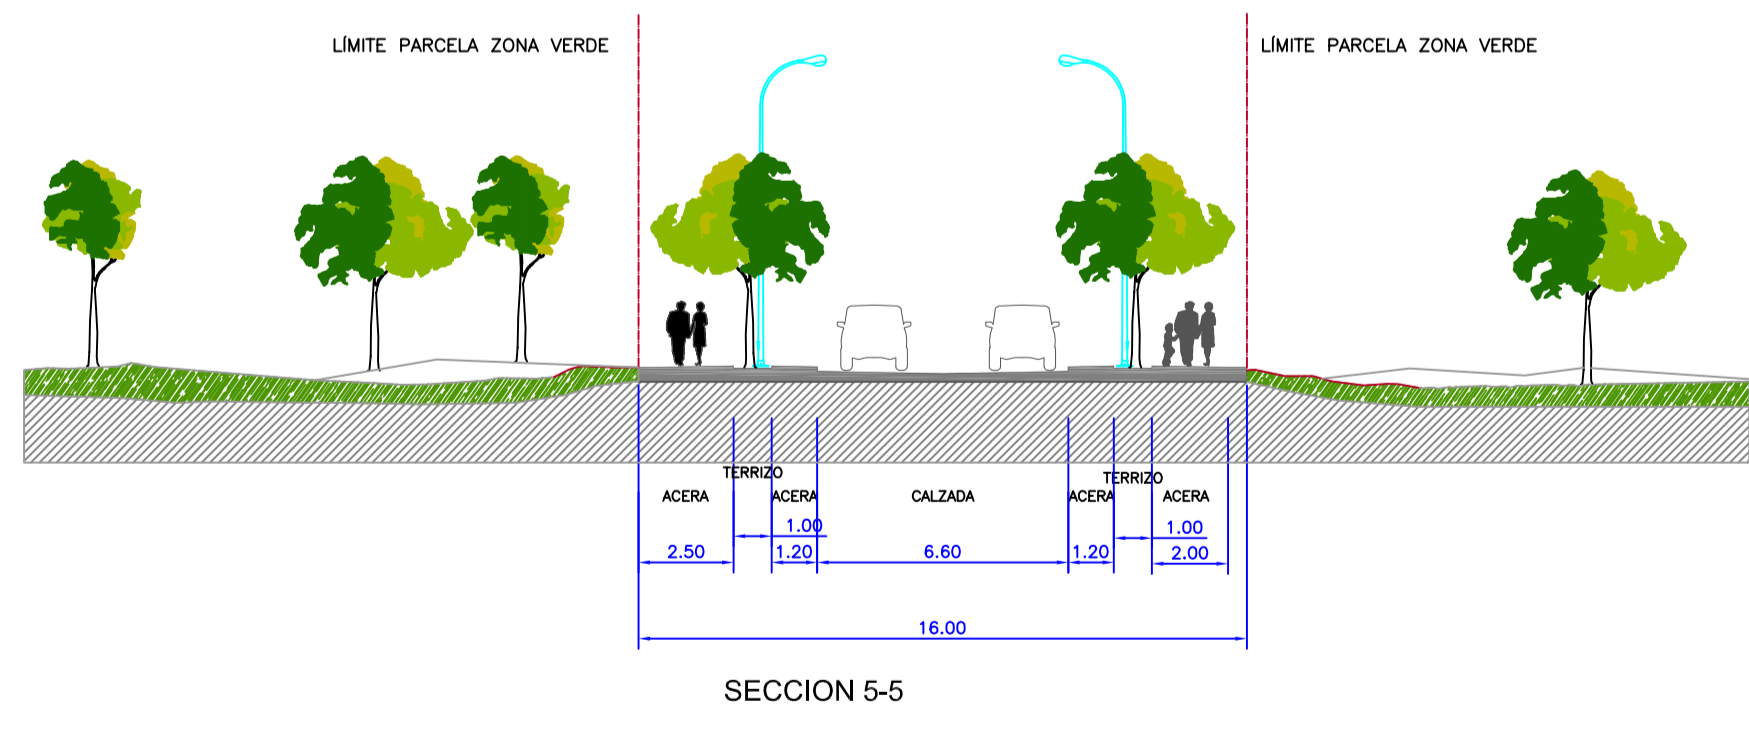 LÍMITE PARCELA ZONA VERDE
LÍMITE PARCELA ZONA VERDE
TERRIZO
TERRIZO
ACERA
ACERA
CALZADA
ACERA
ACERA
1.00
1.00
2.50
1.20
6.60
1.20
2.00
16.00
SECCION 5-5